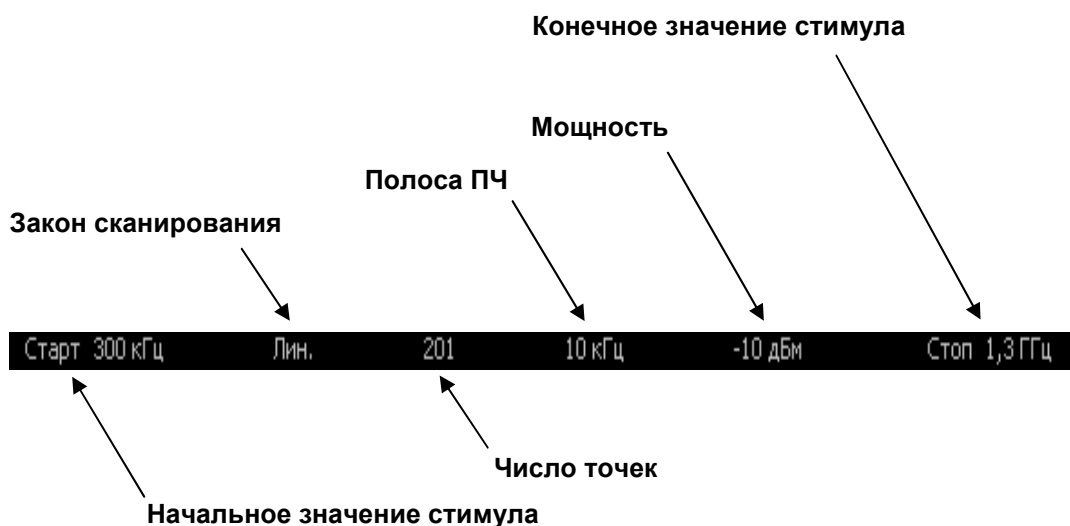 Конечное значение стимула
Мощность
Полоса ПЧ
Закон сканирования
Старт 300 кГц Лин. 201 10 кГц -10 дБм Стоп 1,3 ГГц
Число точек
Начальное значение стимула